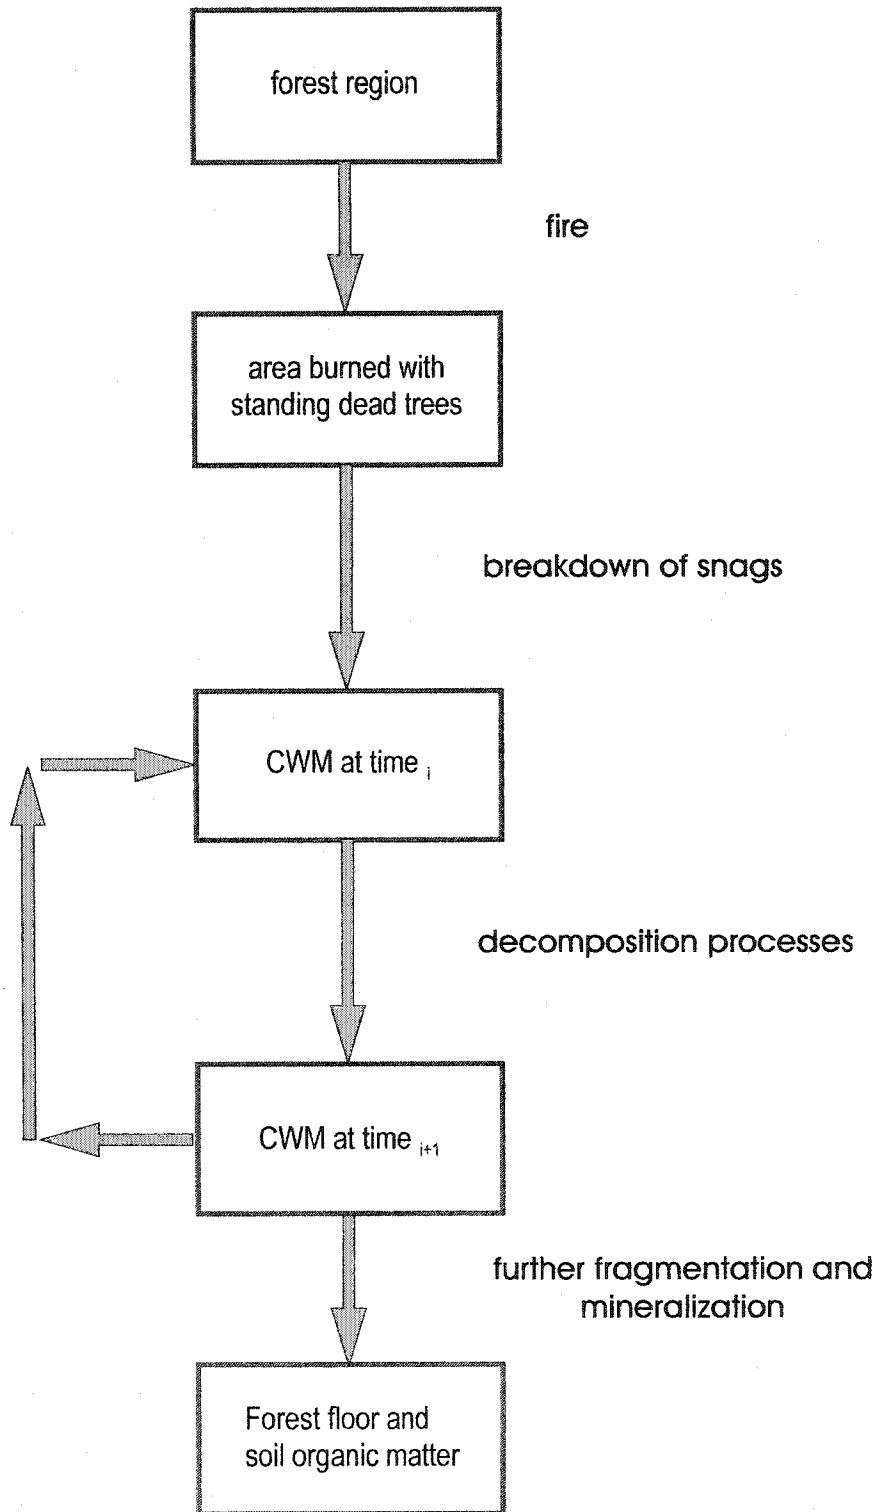 forest region
fire
area burned with
standing dead trees
breakdown of snags
CWM at time i
decomposition processes
CWM at time i+1
further fragmentation and
mineralization
Forest floor and
soil organic matter